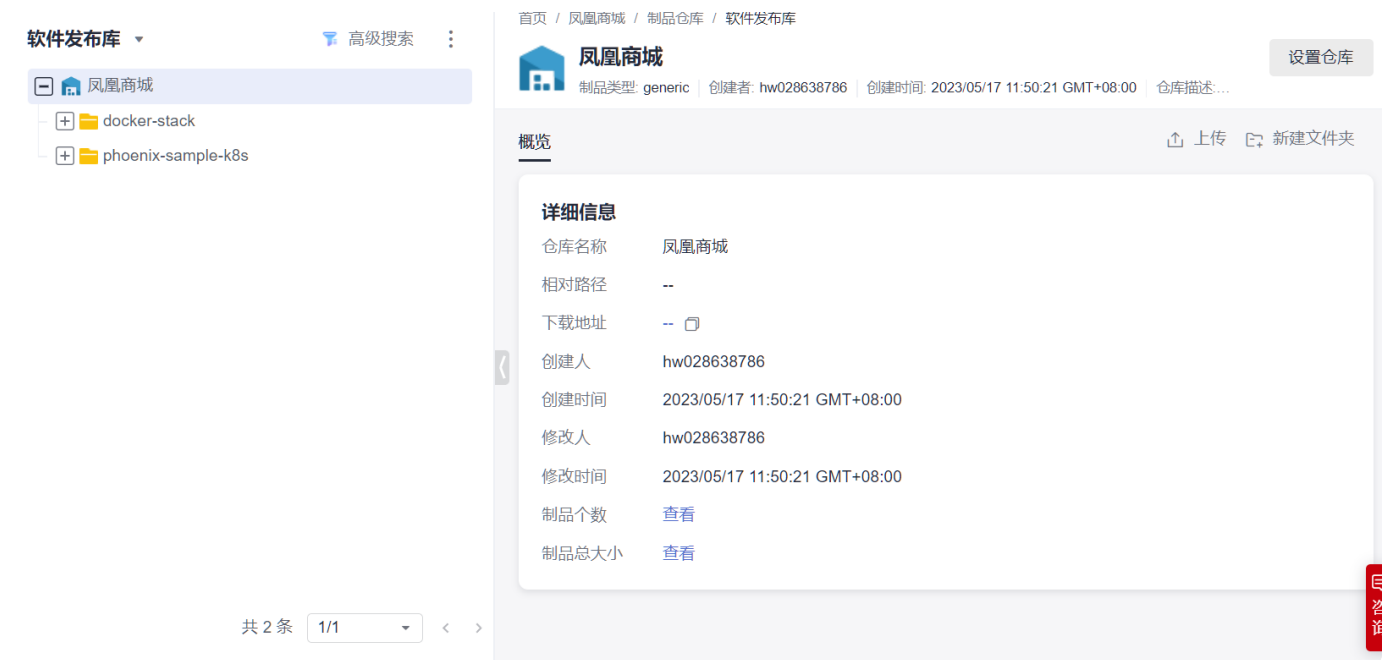 软件发布库
高级搜索
凤凰商城
docker-stack
phoenix-sample-k8s
共 2 条 1/1
首页 / 凤凰商城 / 制品仓库 / 软件发布库
凤凰商城
设置仓库
制品类型: generic 创建者: hw028638786 创建时间: 2023/05/17 11:50:21 GMT+08:00 仓库描述:...
概览
上传 新建文件夹
详细信息
仓库名称 凤凰商城
相对路径 --
下载地址 --
创建人 hw028638786
创建时间 2023/05/17 11:50:21 GMT+08:00
修改人 hw028638786
修改时间 2023/05/17 11:50:21 GMT+08:00
制品个数 查看
制品总大小 查看
咨询